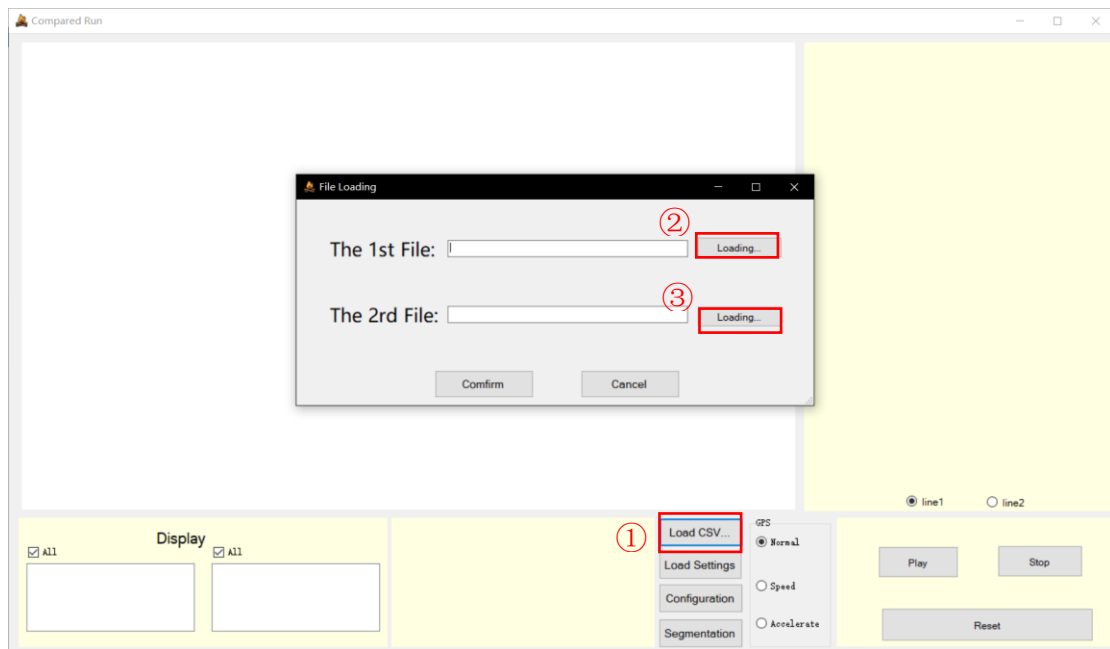 Compared Run
File Loading
②
The 1st File:
Loading...
③
The 2rd File:
Loading...
Comfirm
Cancel
line1
line2
Display
All
All
①
Load CSV...
Load Settings
Configuration
Segmentation
GPS
Normal
Speed
Accelerate
Play
Stop
Reset